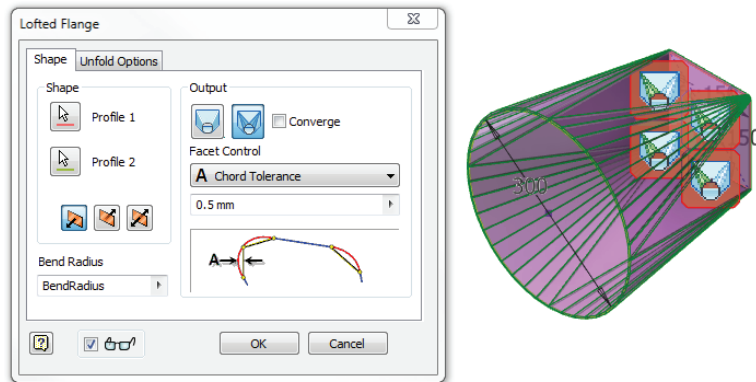 Lofted Flange
Shape
Unfold Options
Shape
Profile 1
Profile 2
Bend Radius
BendRadius
Output
Converge
Facet Control
A Chord Tolerance
0.5 mm
A
?
OK
Cancel
300
50